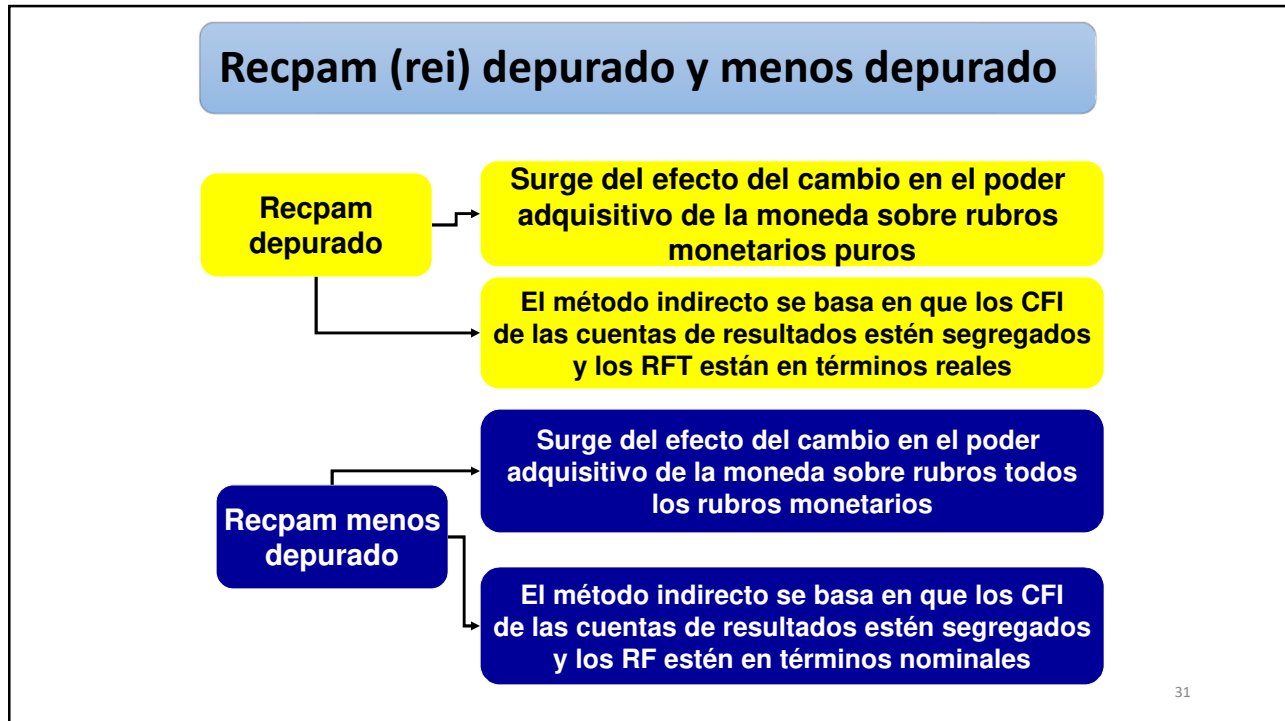 Recpam (rei) depurado y menos depurado
Recpam
depurado
Surge del efecto del cambio en el poder
adquisitivo de la moneda sobre rubros
monetarios puros
El método indirecto se basa en que los CFI
de las cuentas de resultados estén segregados
y los RFT están en términos reales
Recpam menos
depurado
Surge del efecto del cambio en el poder
adquisitivo de la moneda sobre rubros todos
los rubros monetarios
El método indirecto se basa en que los CFI
de las cuentas de resultados estén segregados
y los RF estén en términos nominales
31